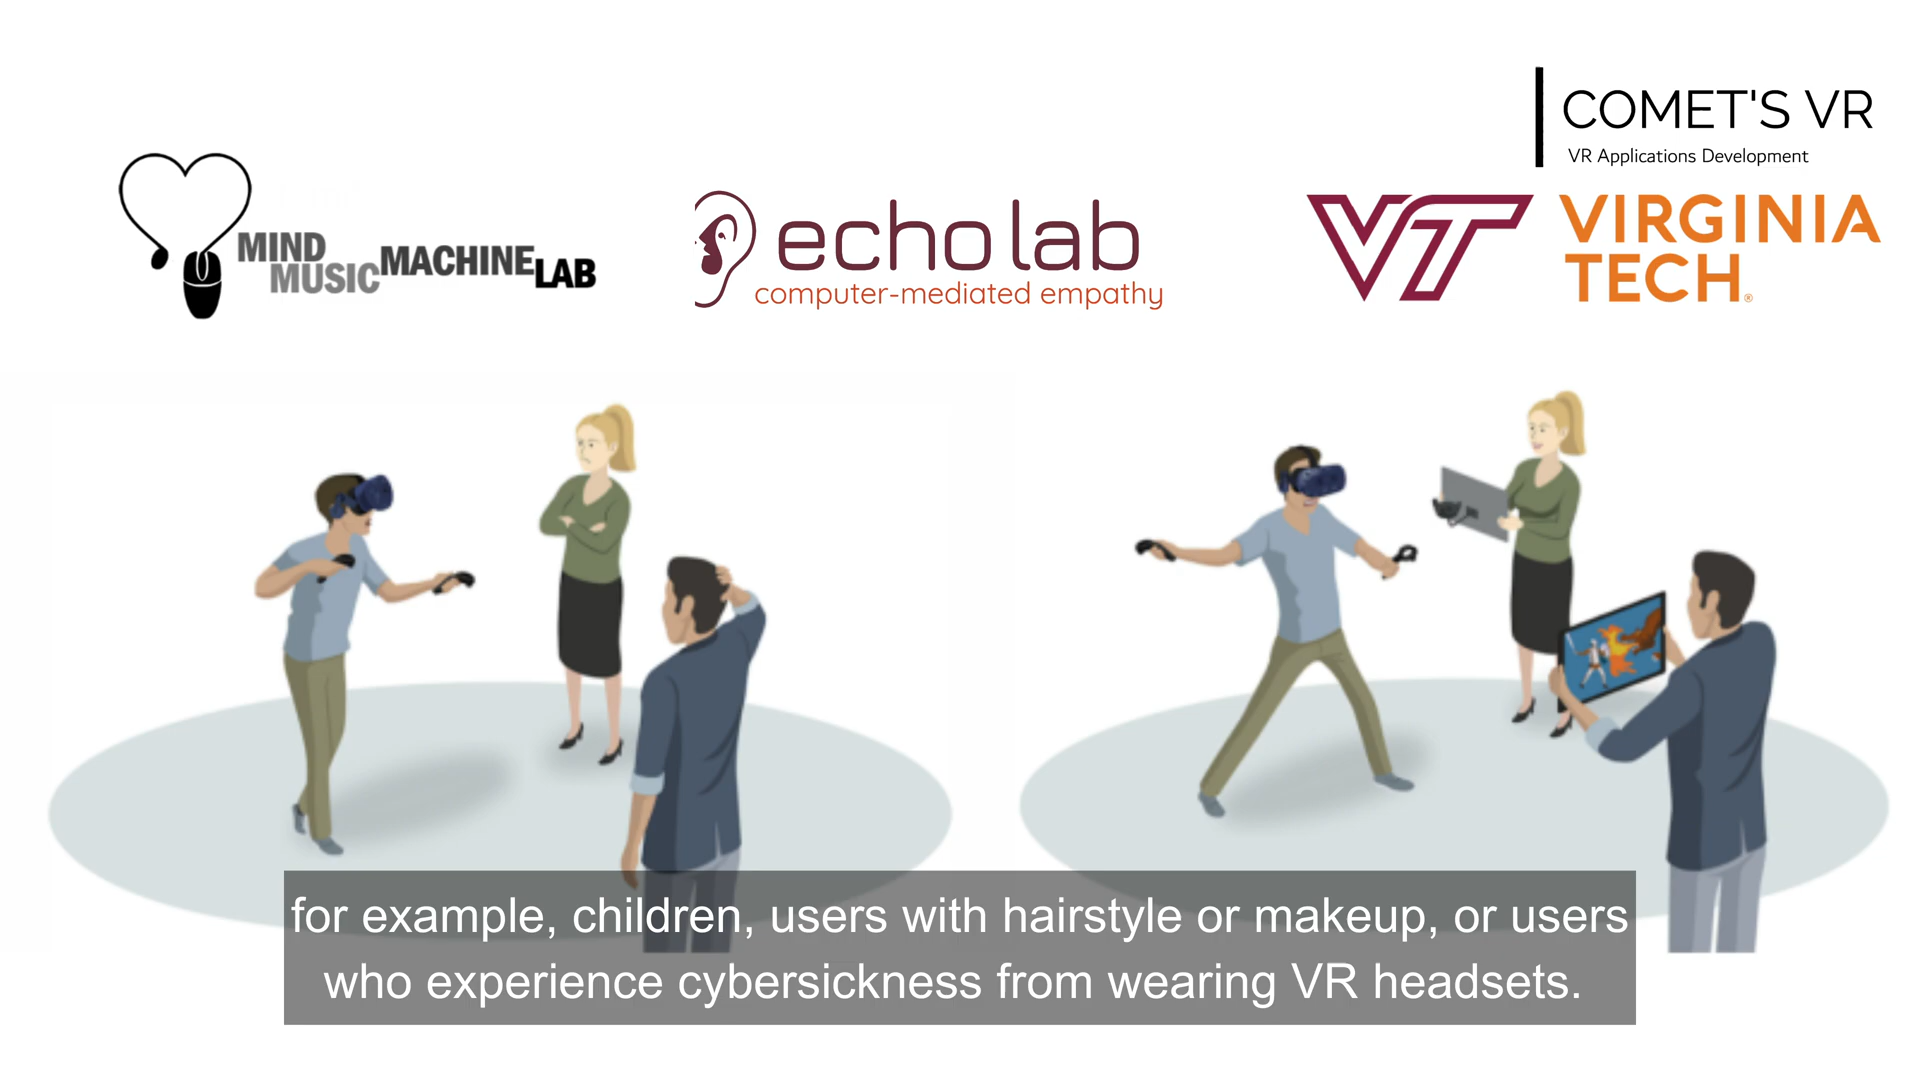 COMET'S VR
VR Applications Development
MIND
MUSIC
MACHINE
LAB
echo lab
computer-mediated empathy
VT
VIRGINIA
TECH®
for example, children, users with hairstyle or makeup, or users
who experience cybersickness from wearing VR headsets.